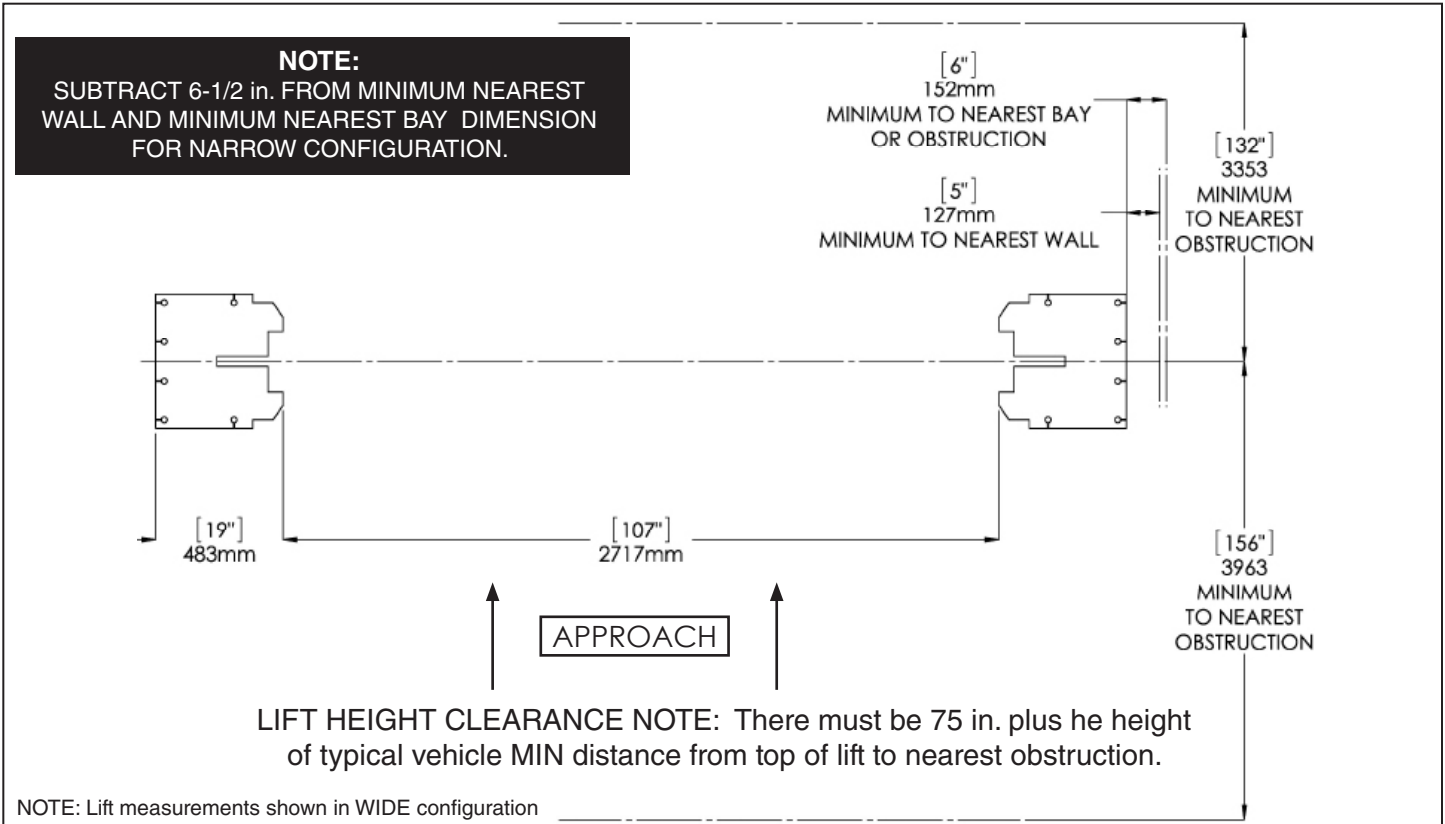 NOTE:
SUBTRACT 6-1/2 in. FROM MINIMUM NEAREST
WALL AND MINIMUM NEAREST BAY DIMENSION
FOR NARROW CONFIGURATION.
[6"]
152mm
MINIMUM TO NEAREST BAY
OR OBSTRUCTION
[5"]
127mm
MINIMUM TO NEAREST WALL
[132"]
3353
MINIMUM
TO NEAREST
OBSTRUCTION
[19"]
483mm
[107"]
2717mm
[156"]
3963
MINIMUM
TO NEAREST
OBSTRUCTION
APPROACH
LIFT HEIGHT CLEARANCE NOTE: There must be 75 in. plus he height
of typical vehicle MIN distance from top of lift to nearest obstruction.
NOTE: Lift measurements shown in WIDE configuration